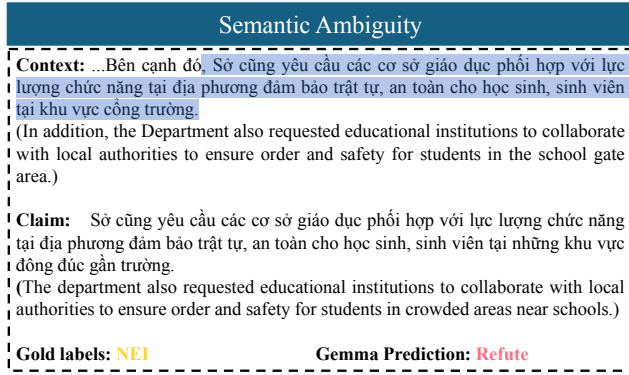 Semantic Ambiguity
Context: ...Bên cạnh đó, Sở cũng yêu cầu các cơ sở giáo dục phối hợp với lực
lượng chức năng tại địa phương đảm bảo trật tự, an toàn cho học sinh, sinh viên
tại khu vực cổng trường.
(In addition, the Department also requested educational institutions to collaborate
with local authorities to ensure order and safety for students in the school gate
area.)
Claim: Sở cũng yêu cầu các cơ sở giáo dục phối hợp với lực lượng chức năng
tại địa phương đảm bảo trật tự, an toàn cho học sinh, sinh viên tại những khu vực
đông đúc gần trường.
(The department also requested educational institutions to collaborate with local
authorities to ensure order and safety for students in crowded areas near schools.)
Gold labels: NEI Gemma Prediction: Refute